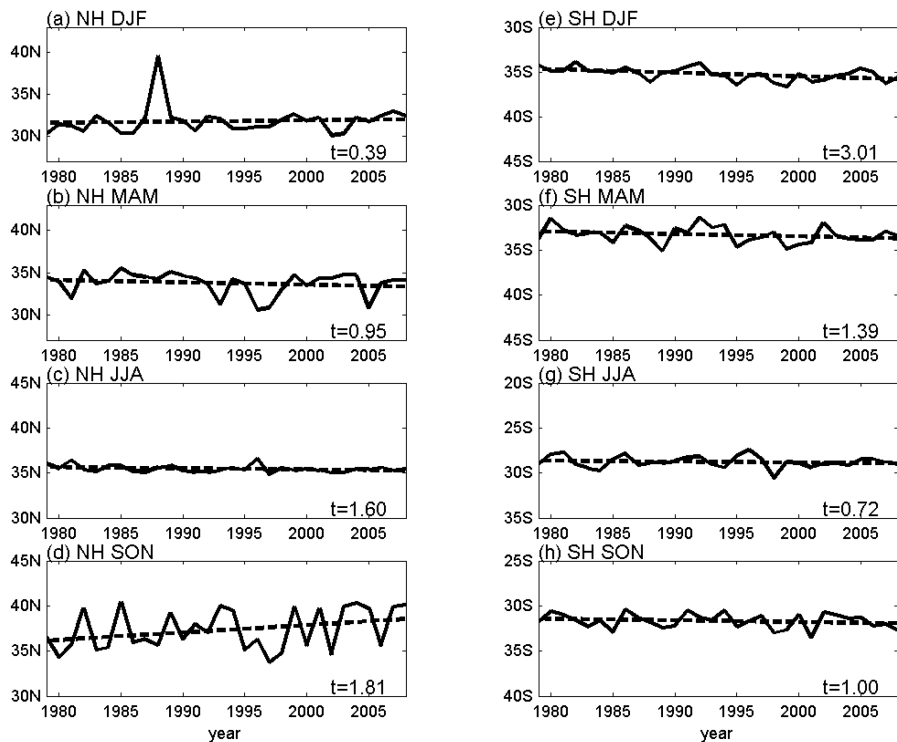 (a) NH DJF
40N
35N
30N
t=0.39
1980 1985 1990 1995 2000 2005
(b) NH MAM
40N
35N
30N
t=0.95
1980 1985 1990 1995 2000 2005
(c) NH JJA
45N
40N
35N
30N
t=1.60
1980 1985 1990 1995 2000 2005
(d) NH SON
45N
40N
35N
30N
t=1.81
1980 1985 1990 1995 2000 2005
year
(e) SH DJF
30S
35S
40S
45S
t=3.01
1980 1985 1990 1995 2000 2005
(f) SH MAM
30S
35S
40S
45S
t=1.39
1980 1985 1990 1995 2000 2005
(g) SH JJA
20S
25S
30S
35S
t=0.72
1980 1985 1990 1995 2000 2005
(h) SH SON
25S
30S
35S
40S
t=1.00
1980 1985 1990 1995 2000 2005
year